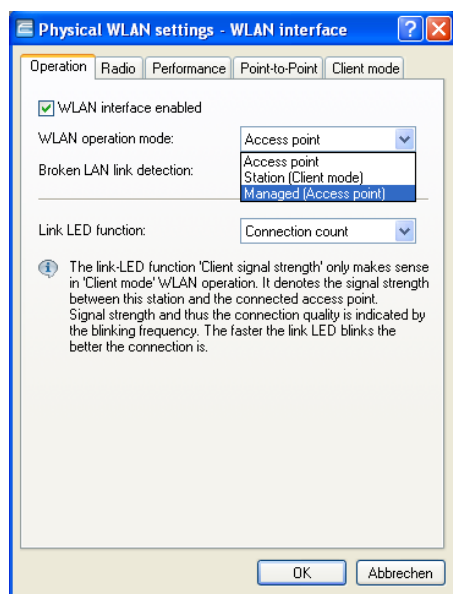 Physical WLAN settings - WLAN interface
Operation Radio Performance Point-to-Point Client mode
WLAN interface enabled
WLAN operation mode: Access point
Access point
Broken LAN link detection: Station (Client mode)
Managed (Access point)
Link LED function: Connection count
The link-LED function 'Client signal strength' only makes sense
in 'Client mode' WLAN operation. It denotes the signal strength
between this station and the connected access point.
Signal strength and thus the connection quality is indicated by
the blinking frequency. The faster the link LED blinks the
better the connection is.
OK Abbrechen